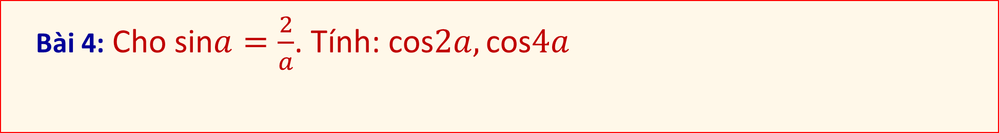 Bài 4: Cho sin𝑎 = 2/𝑎. Tính: cos2𝑎, cos4𝑎